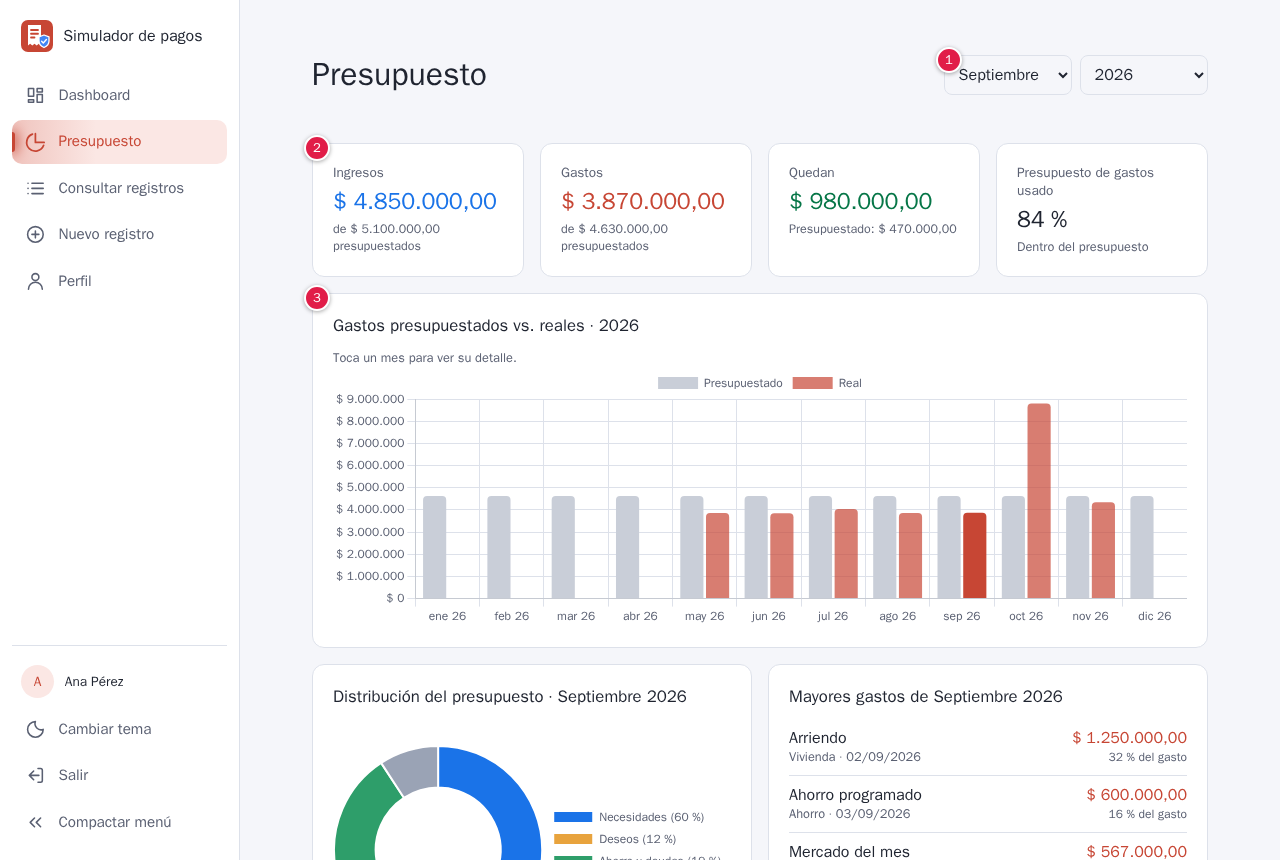 Simulador de pagos
Dashboard
Presupuesto
Consultar registros
Nuevo registro
Perfil
A
Ana Pérez
Cambiar tema
Salir
Compactar menú
Presupuesto
1
Septiembre
2026
2
Ingresos
$ 4.850.000,00
de $ 5.100.000,00
presupuestados
Gastos
$ 3.870.000,00
de $ 4.630.000,00
presupuestados
Quedan
$ 980.000,00
Presupuestado: $ 470.000,00
Presupuesto de gastos
usado
84 %
Dentro del presupuesto
3
Gastos presupuestados vs. reales · 2026
Toca un mes para ver su detalle.
Presupuestado
Real
$ 9.000.000
$ 8.000.000
$ 7.000.000
$ 6.000.000
$ 5.000.000
$ 4.000.000
$ 3.000.000
$ 2.000.000
$ 1.000.000
$ 0
ene 26
feb 26
mar 26
abr 26
may 26
jun 26
jul 26
ago 26
sep 26
oct 26
nov 26
dic 26
Distribución del presupuesto · Septiembre 2026
Necesidades (60 %)
Deseos (12 %)
Ahorro y deudas (19 %)
Mayores gastos de Septiembre 2026
Arriendo
$ 1.250.000,00
Vivienda · 02/09/2026
32 % del gasto
Ahorro programado
$ 600.000,00
Ahorro · 03/09/2026
16 % del gasto
Mercado del mes
$ 567.000,00